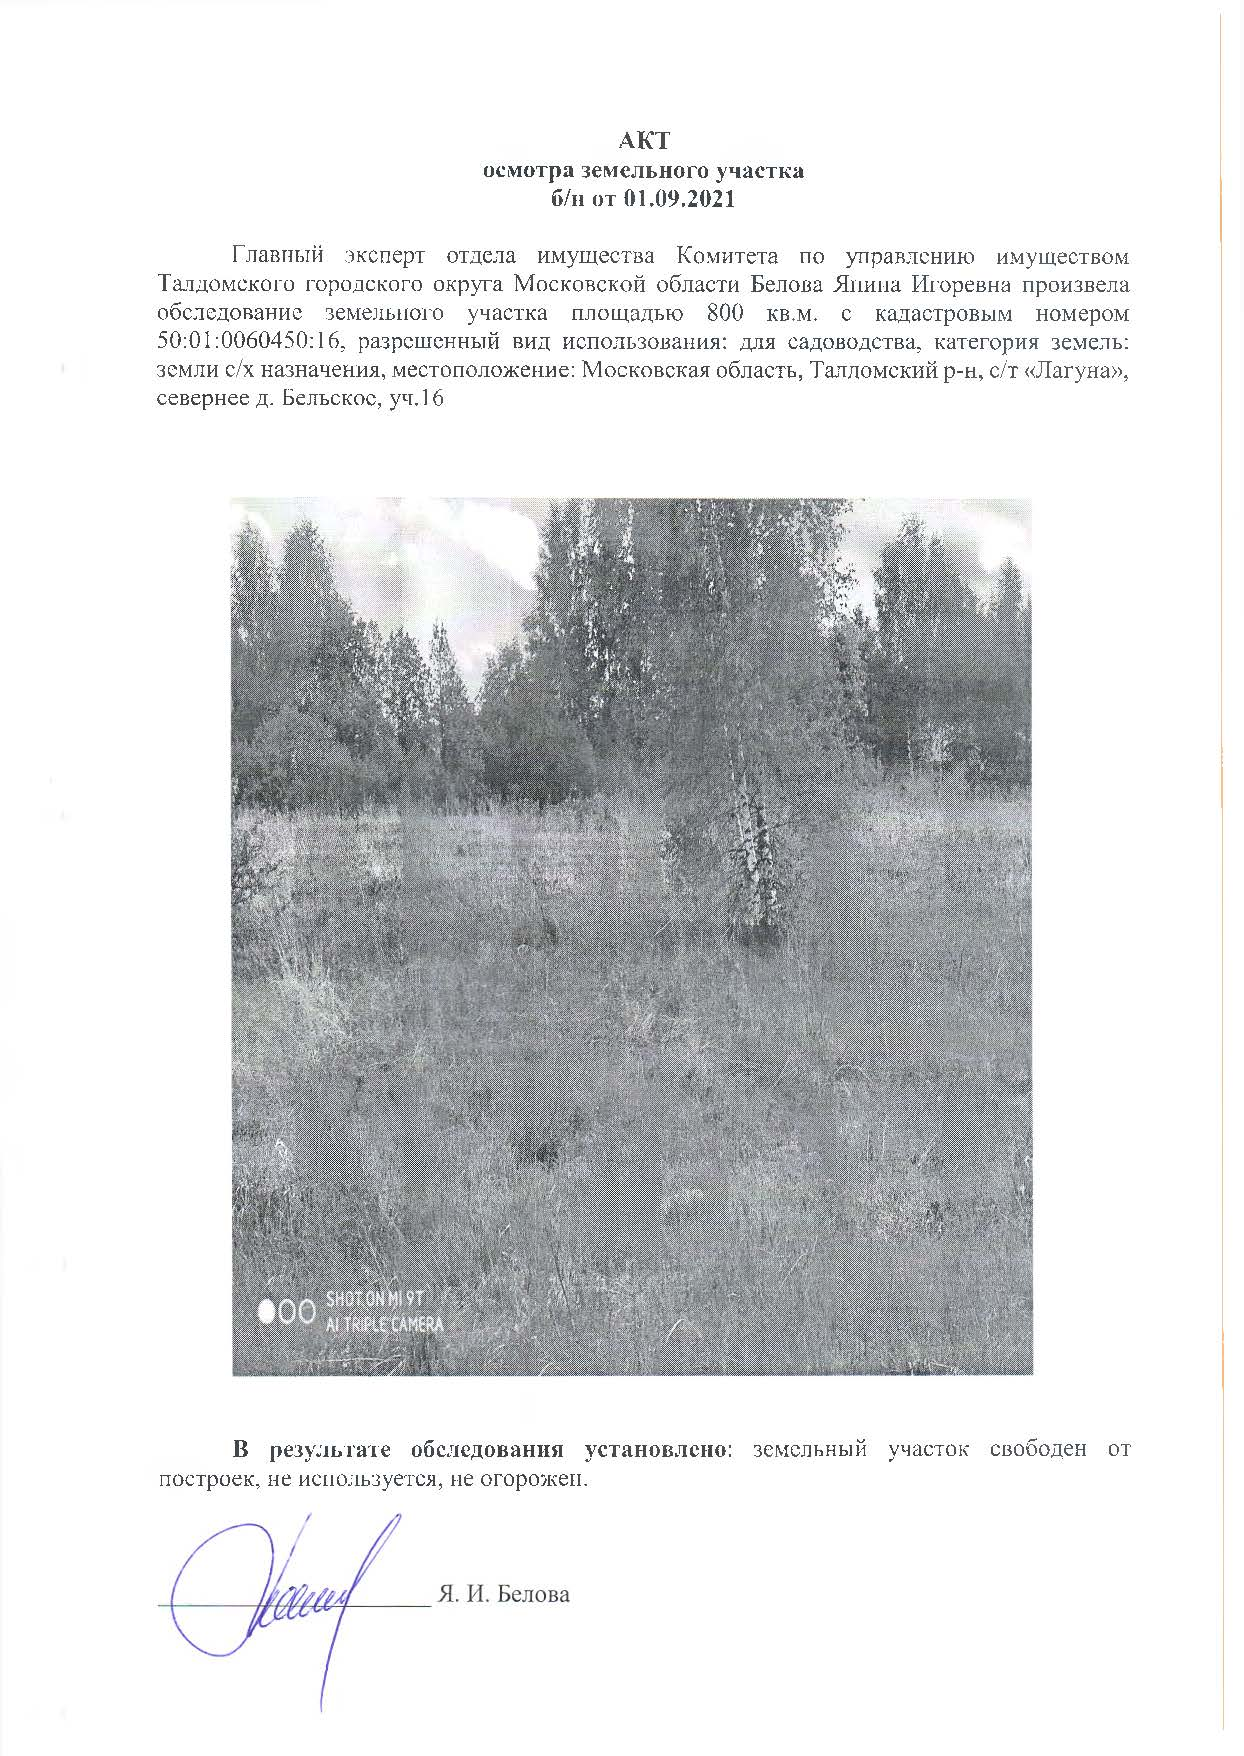 АКТ
осмотра земельного участка
б/н от 01.09.2021
Главный эксперт отдела имущества Комитета по управлению имуществом
Талдомского городского округа Московской области Белова Янина Игоревна произвела
обследование земельного участка площадью 800 кв.м. с кадастровым номером
50:01:0060450:16, разрешенный вид использования: для садоводства, категория земель:
земли с/х назначения, местоположение: Московская область, Талдомский р-н, с/т «Лагуна»,
севернее д. Бельское, уч.16
SHOT ON MI 9T
AI TRIPLE CAMERA
В результате обследования установлено: земельный участок свободен от
построек, не используется, не огорожен.
Я. И. Белова